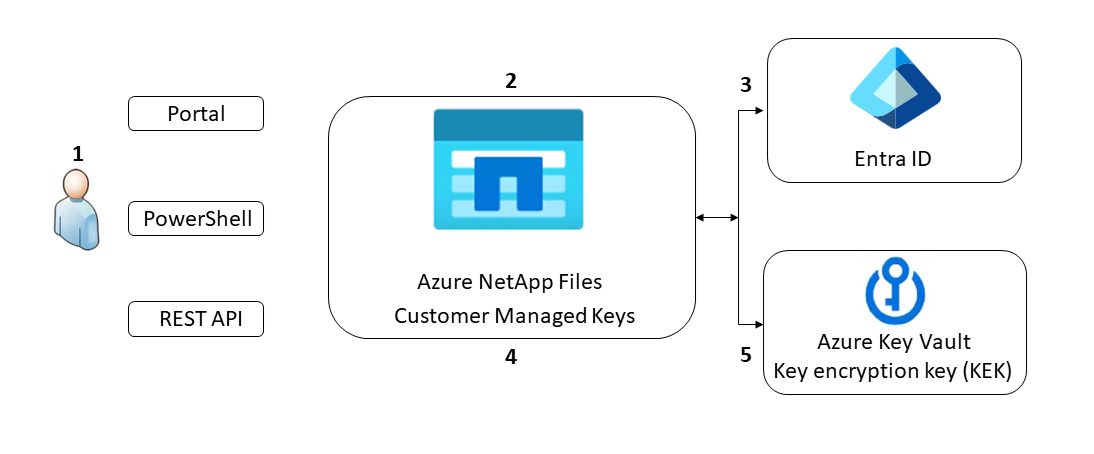 1
Portal
PowerShell
REST API
2
Azure NetApp Files
Customer Managed Keys
4
3
Entra ID
5
Azure Key Vault
Key encryption key (KEK)